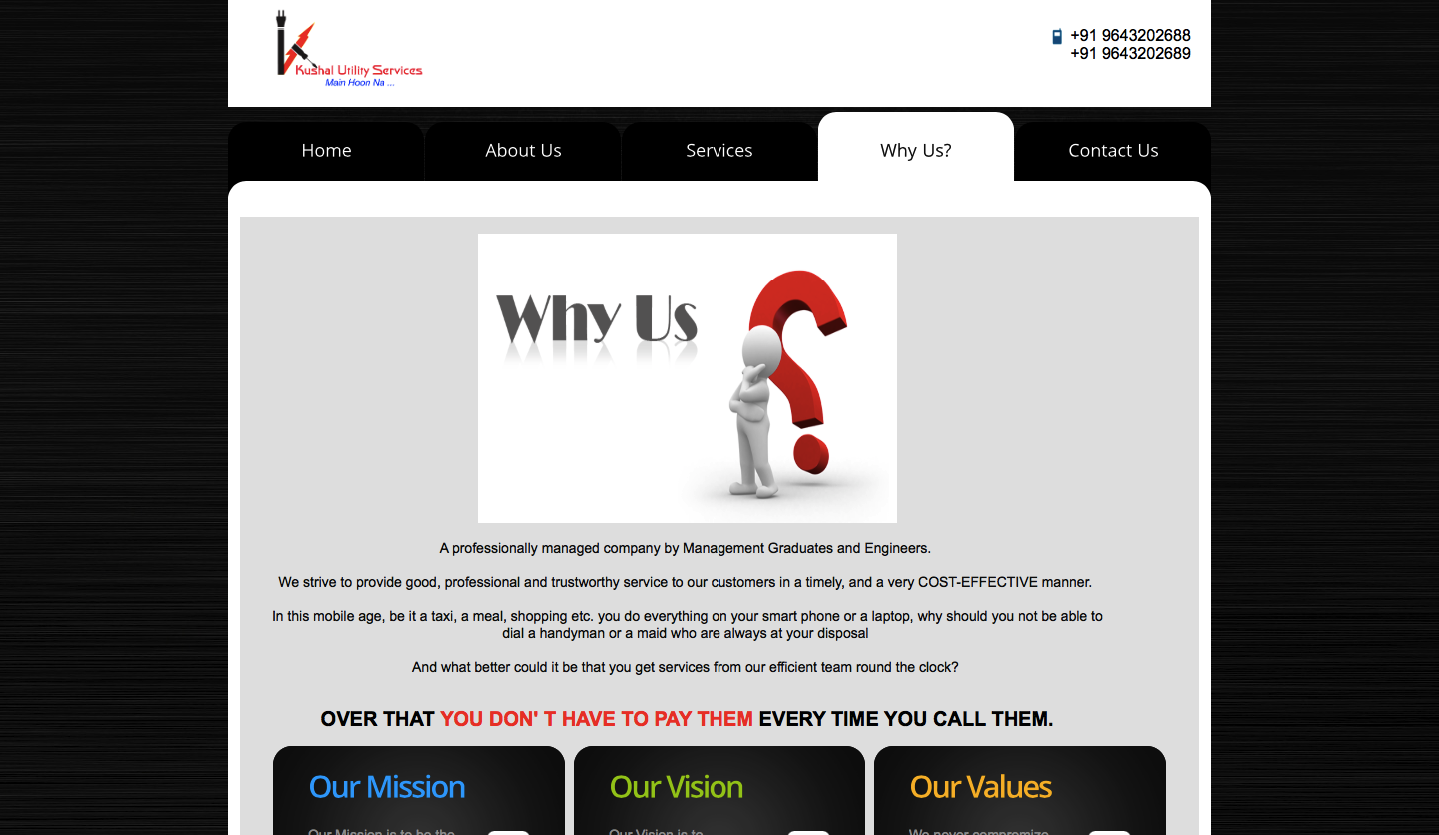 Kushal Utility Services
Main Hoon Na ...
+91 9643202688
+91 9643202689
Home
About Us
Services
Why Us?
Contact Us
Why Us
A professionally managed company by Management Graduates and Engineers.
We strive to provide good, professional and trustworthy service to our customers in a timely, and a very COST-EFFECTIVE manner.
In this mobile age, be it a taxi, a meal, shopping etc. you do everything on your smart phone or a laptop, why should you not be able to
dial a handyman or a maid who are always at your disposal
And what better could it be that you get services from our efficient team round the clock?
OVER THAT YOU DON' T HAVE TO PAY THEM EVERY TIME YOU CALL THEM.
Our Mission
Our Vision
Our Values
Our Mission is to be the
Our Vision is to
We never compromise